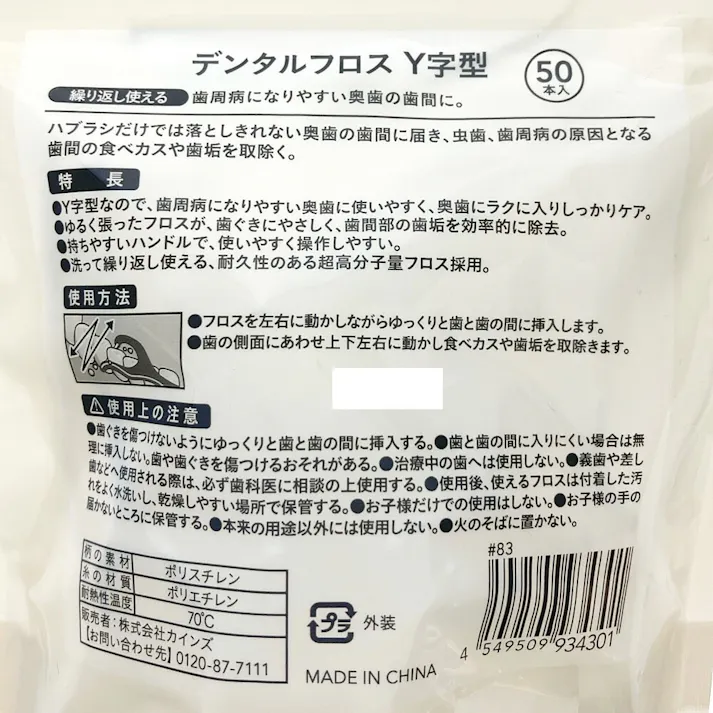 デンタルフロス Y字型
50
本入
繰り返し使える 歯周病になりやすい奥歯の歯間に。
ハブラシだけでは落としきれない奥歯の歯間に届き、虫歯、歯周病の原因となる
歯間の食べカスや歯垢を取除く。
特長
●Y字型なので、歯周病になりやすい奥歯に使いやすく、奥歯にラクに入りしっかりケア。
●ゆるく張ったフロスが、歯ぐきにやさしく、歯間部の歯垢を効率的に除去。
●持ちやすいハンドルで、使いやすく操作しやすい。
●洗って繰り返し使える、耐久性のある超高分子量フロス採用。
使用方法
●フロスを左右に動かしながらゆっくりと歯と歯の間に挿入します。
●歯の側面にあわせ上下左右に動かし食べカスや歯垢を取除きます。
⚠使用上の注意
●歯ぐきを傷つけないようにゆっくりと歯と歯の間に挿入する。●歯と歯の間に入りにくい場合は無
理に挿入しない。歯や歯ぐきを傷つけるおそれがある。●治療中の歯へは使用しない。●義歯や差し
歯などへ使用される際は、必ず歯科医に相談の上使用する。●使用後、使えるフロスは付着した汚
れをよく水洗いし、乾燥しやすい場所で保管する。●お子様だけでの使用はしない。●お子様の手の
届かないところに保管する。●本来の用途以外には使用しない。●火のそばに置かない。
柄の素材 ポリスチレン
糸の材質 ポリエチレン
耐熱性温度 70℃
販売者：株式会社カインズ
【お問い合わせ先】0120-87-7111
プラ 外装
MADE IN CHINA
#83
4 549509 934301